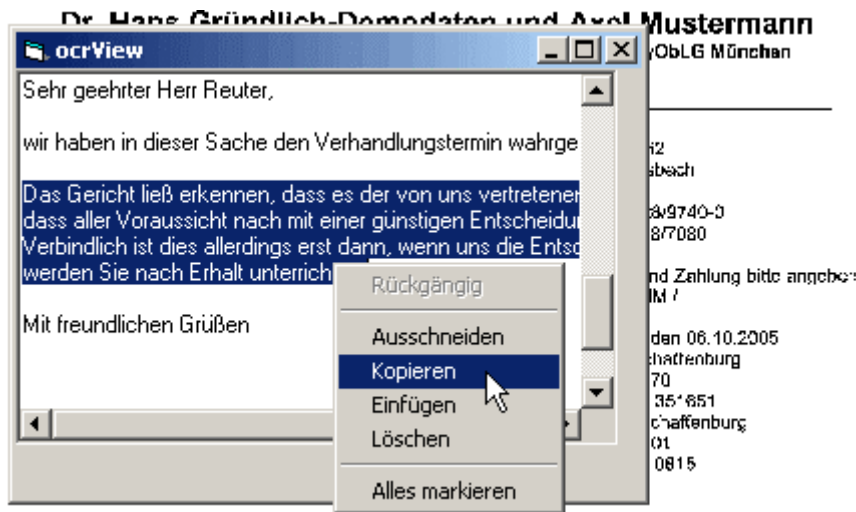 Dr. Hans Gründlich-Demodaten und Axel Mustermann
yObLG München
ocrView
Sehr geehrter Herr Reuter,
wir haben in dieser Sache den Verhandlungstermin wahrge
Das Gericht ließ erkennen, dass es der von uns vertretener
dass aller Voraussicht nach mit einer günstigen Entscheidu
Verbindlich ist dies allerdings erst dann, wenn uns die Entsc
werden Sie nach Erhalt unterrich
Mit freundlichen Grüßen
Rückgängig
Ausschneiden
Kopieren
Einfügen
Löschen
Alles markieren
sbach
8/9740-0
8/7080
nd Zahlung bitte angeben
IM /
den 06.10.2005
chaffenburg
70
351651
chaffenburg
01
0815